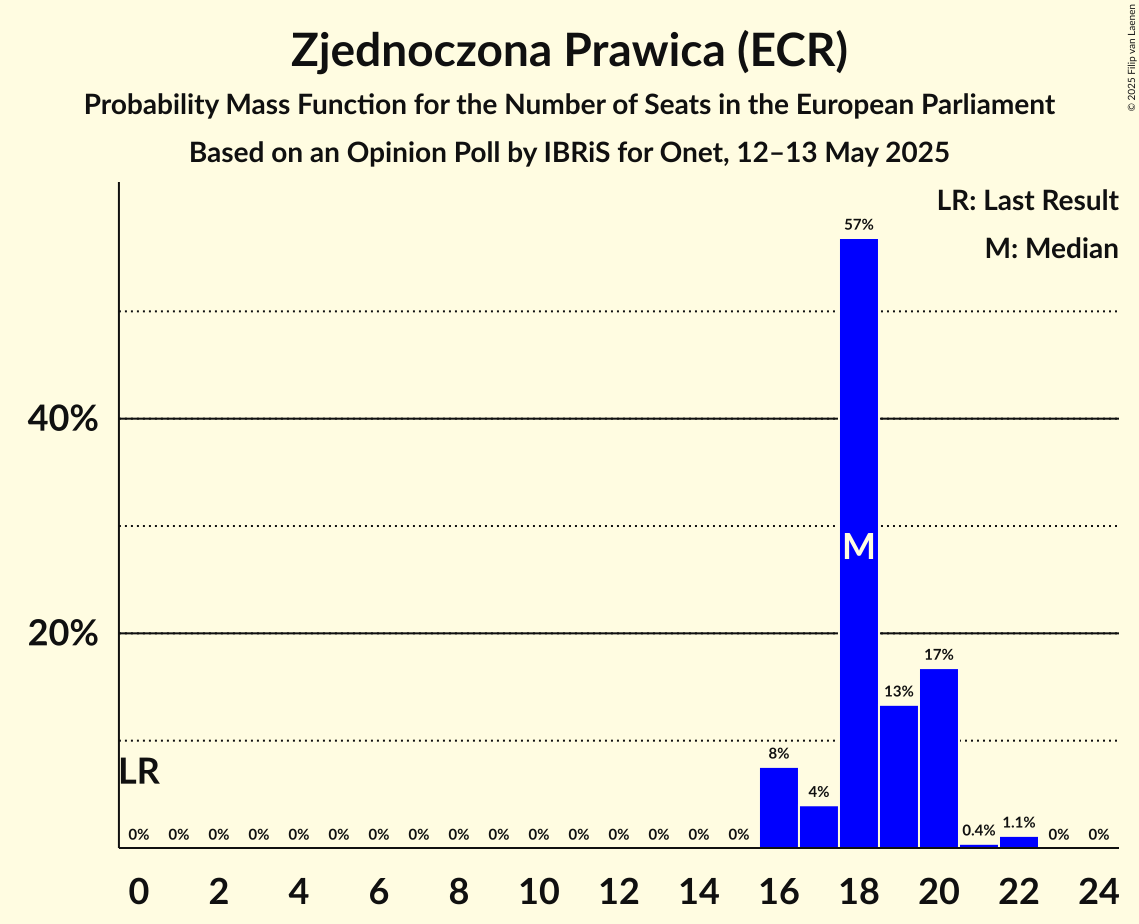 Zjednoczona Prawica (ECR)
Probability Mass Function for the Number of Seats in the European Parliament
Based on an Opinion Poll by IBRiS for Onet, 12–13 May 2025
© 2025 Filip van Laenen
LR: Last Result
M: Median
57%
40%
M
20%
17%
13%
8%
LR
4%
0% 0% 0% 0% 0% 0% 0% 0% 0% 0% 0% 0% 0% 0% 0% 0% 0.4% 1.1% 0% 0%
0 2 4 6 8 10 12 14 16 18 20 22 24